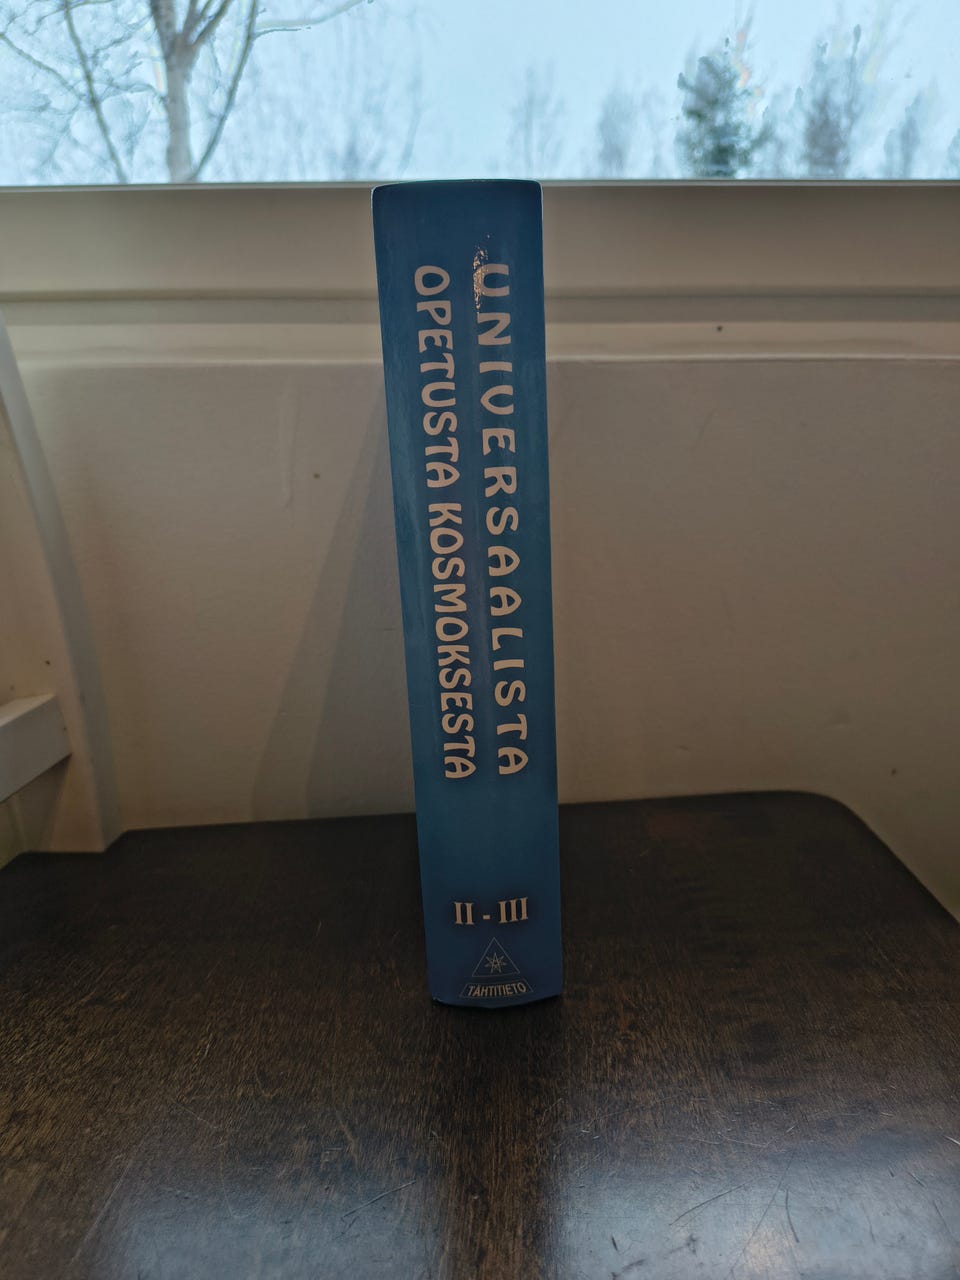 UNIVERSAALISTA
OPETUSTA KOSMOKSESTA
II - III
TÄHTITIETO